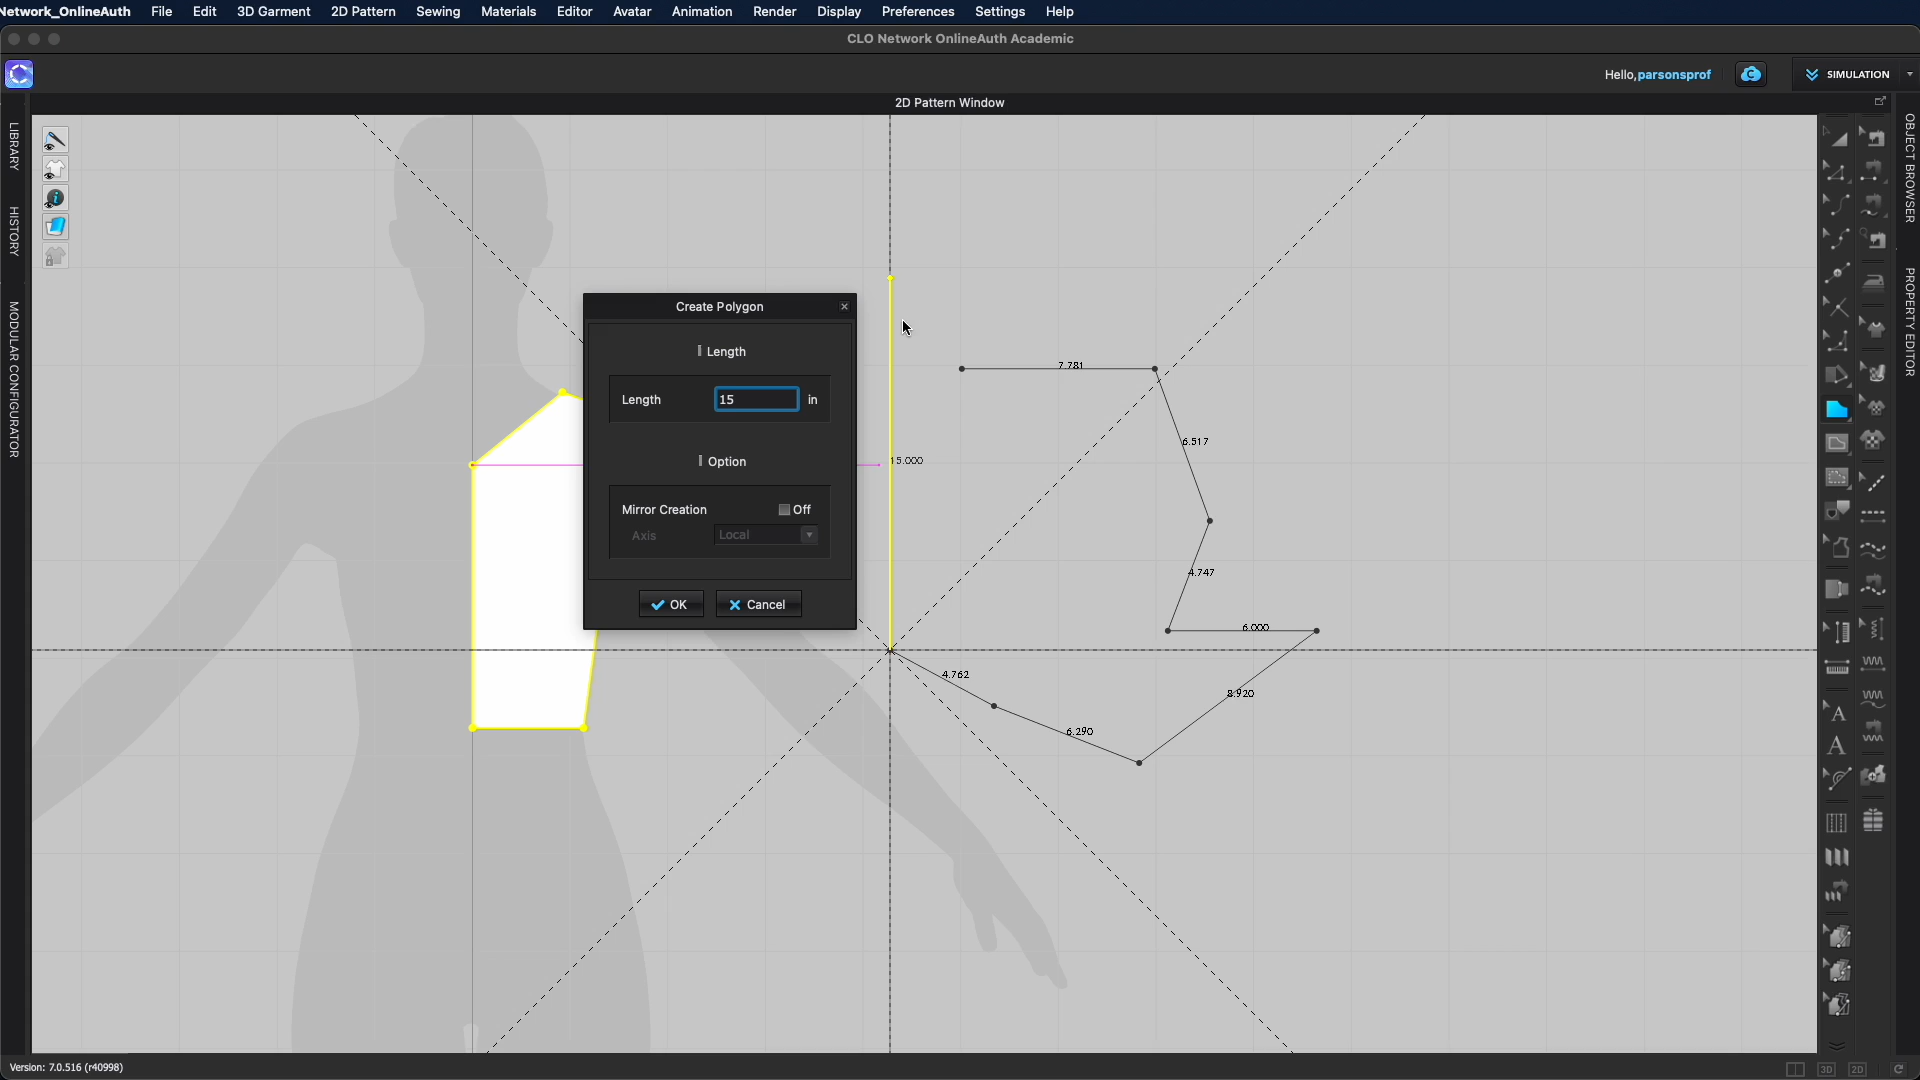 Network_OnlineAuth File Edit 3D Garment 2D Pattern Sewing Materials Editor Avatar Animation Render Display Preferences Settings Help
CLO Network OnlineAuth Academic
Hello,parsonsprof
SIMULATION
2D Pattern Window
LIBRARY
HISTORY
MODULAR CONFIGURATOR
OBJECT BROWSER
PROPERTY EDITOR
Create Polygon
Length
Length 15 in
Option
Mirror Creation Off
Axis Local
OK Cancel
15.000
7.781
6.517
4.747
6.000
8.920
6.290
4.762
A
A
Version: 7.0.516 (r40998)
3D 2D